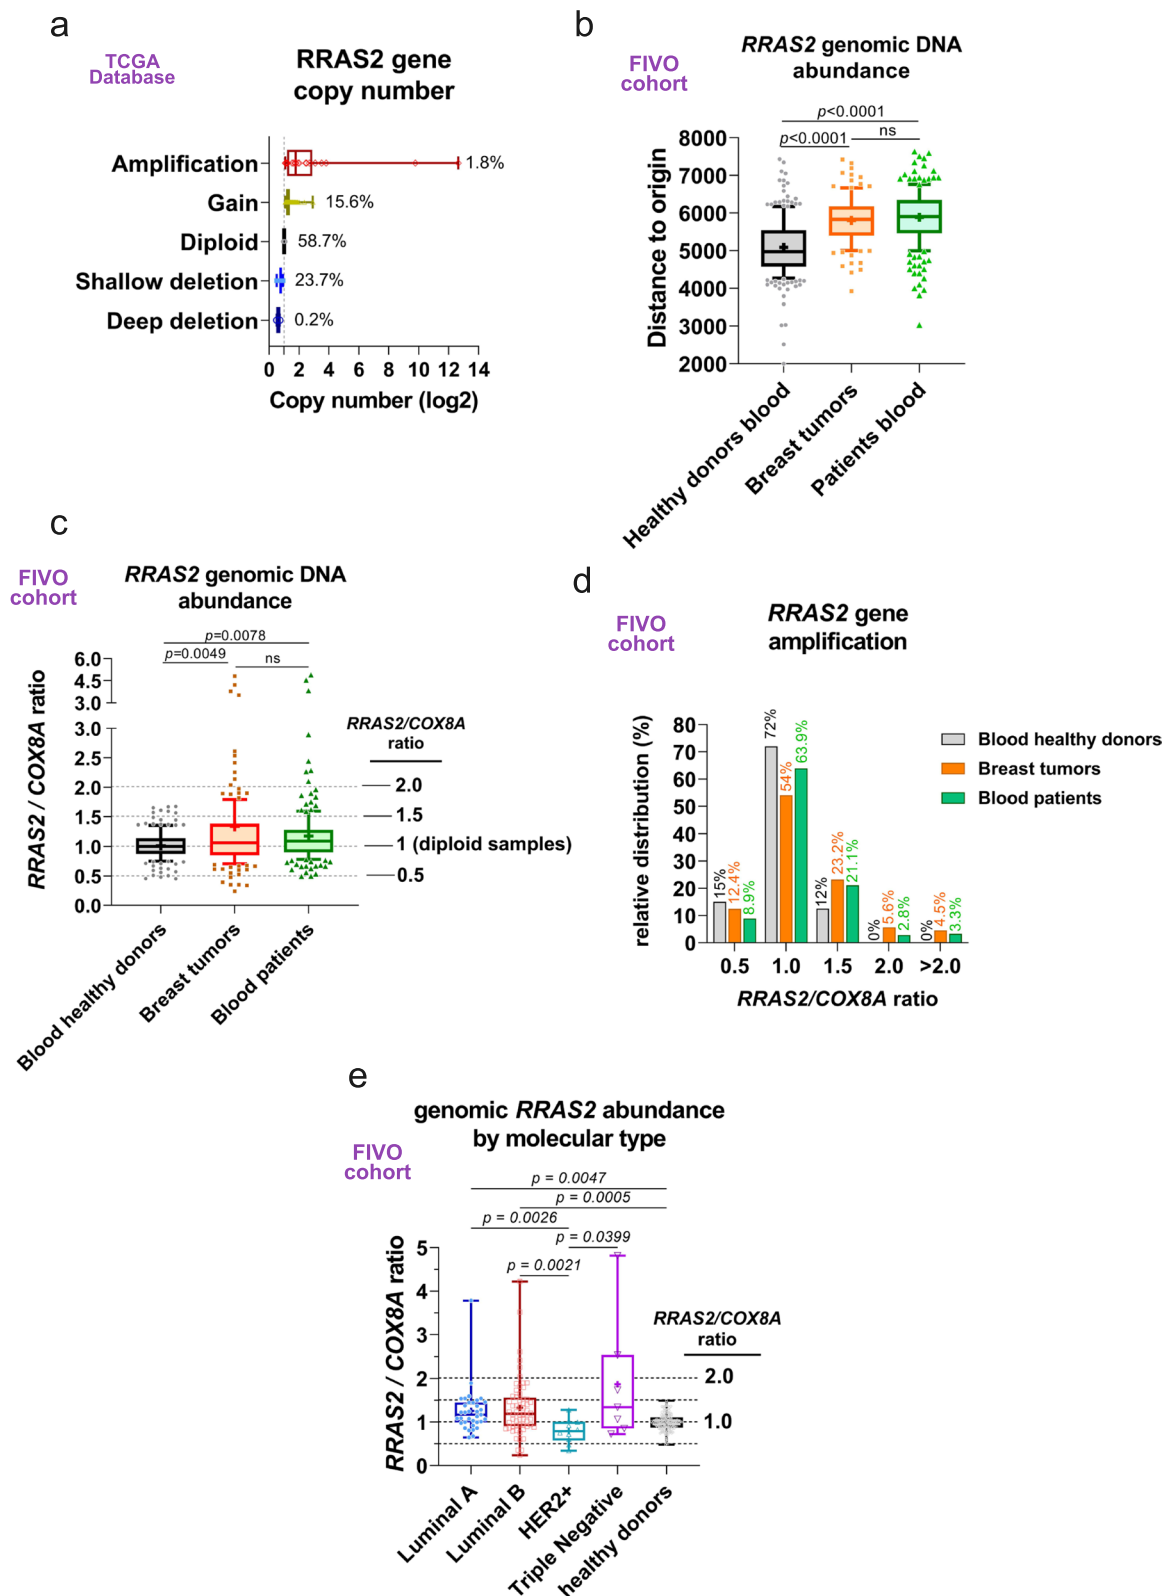 a
TCGA
Database
RRAS2 gene
copy number
Amplification
Gain
Diploid
Shallow deletion
Deep deletion
1.8%
15.6%
58.7%
23.7%
0.2%
0 2 4 6 8 10 12 14
Copy number (log2)
b
FIVO
cohort
RRAS2 genomic DNA
abundance
p<0.0001
p<0.0001
ns
Distance to origin
8000
7000
6000
5000
4000
3000
2000
Healthy donors blood
Breast tumors
Patients blood
c
FIVO
cohort
RRAS2 genomic DNA
abundance
p=0.0078
p=0.0049
ns
RRAS2 / COX8A ratio
6.0
4.5
3.0
3.0
2.5
2.0
1.5
1.0
0.5
0.0
RRAS2/COX8A
ratio
2.0
1.5
1 (diploid samples)
0.5
Blood healthy donors
Breast tumors
Blood patients
d
FIVO
cohort
RRAS2 gene
amplification
relative distribution (%)
80
70
60
50
40
30
20
10
0
15%
12.4%
8.9%
72%
54%
63.9%
12%
23.2%
21.1%
0%
5.6%
2.8%
0%
4.5%
3.3%
0.5 1.0 1.5 2.0 >2.0
RRAS2/COX8A ratio
Blood healthy donors
Breast tumors
Blood patients
e
FIVO
cohort
genomic RRAS2 abundance
by molecular type
p = 0.0047
p = 0.0005
p = 0.0026
p = 0.0399
p = 0.0021
RRAS2 / COX8A ratio
5
4
3
2
1
0
RRAS2/COX8A
ratio
2.0
1.0
Luminal A
Luminal B
HER2+
Triple Negative
healthy donors